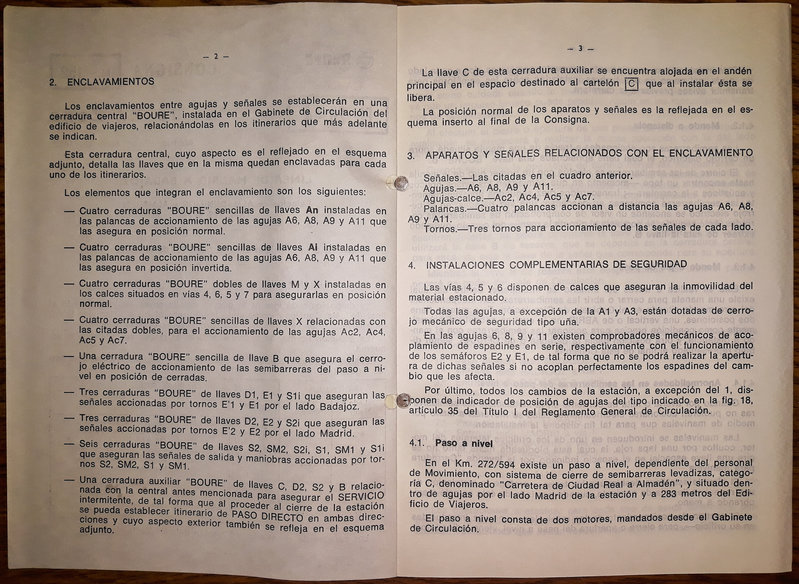 — 2 —
2. ENCLAVAMIENTOS
Los enclavamientos entre agujas y señales se establecerán en una
cerradura central "BOURE", instalada en el Gabinete de Circulación del
edificio de viajeros, relacionándolas en los itinerarios que más adelante
se indican.
Esta cerradura central, cuyo aspecto es el reflejado en el esquema
adjunto, detalla las llaves que en la misma quedan enclavadas para cada
uno de los itinerarios.
Los elementos que integran el enclavamiento son los siguientes:
— Cuatro cerraduras "BOURE" sencillas de llaves An instaladas en
las palancas de accionamiento de las agujas A6, A8, A9 y A11 que
las asegura en posición normal.
— Cuatro cerraduras "BOURE" sencillas de llaves Ai instaladas en
las palancas de accionamiento de las agujas A6, A8, A9 y A11 que
las asegura en posición invertida.
— Cuatro cerraduras "BOURE" dobles de llaves M y X instaladas en
los calces situados en vías 4, 6, 5 y 7 para asegurarlas en posición
normal.
— Cuatro cerraduras "BOURE" sencillas de llaves X relacionadas con
las citadas dobles, para el accionamiento de las agujas Ac2, Ac4,
Ac5 y Ac7.
— Una cerradura "BOURE" sencilla de llave B que asegura el cerro-
jo eléctrico de accionamiento de las semibarreras del paso a ni-
vel en posición de cerradas.
— Tres cerraduras "BOURE" de llaves D1, E1 y S1i que aseguran las
señales accionadas por tornos E'1 y E1 por el lado Badajoz.
— Tres cerraduras "BOURE" de llaves D2, E2 y S2i que aseguran las
señales accionadas por tornos E'2 y E2 por el lado Madrid.
— Seis cerraduras "BOURE" de llaves S2, SM2, S2i, S1, SM1 y S1i
que aseguran las señales de salida y maniobras accionadas por tor-
nos S2, SM2, S1 y SM1.
— Una cerradura auxiliar "BOURE" de llaves C, D2, S2 y B relacio-
nada con la central antes mencionada para asegurar el SERVICIO
intermitente, de tal forma que al proceder al cierre de la estación
se pueda establecer itinerario de PASO DIRECTO en ambas direc-
ciones y cuyo aspecto exterior también se refleja en el esquema
adjunto.
— 3 —
La llave C de esta cerradura auxiliar se encuentra alojada en el andén
principal en el espacio destinado al cartelón C que al instalar ésta se
libera.
La posición normal de los aparatos y señales es la reflejada en el es-
quema inserto al final de la Consigna.
3. APARATOS Y SEÑALES RELACIONADOS CON EL ENCLAVAMIENTO
Señales.—Las citadas en el cuadro anterior.
Agujas.—A6, A8, A9 y A11.
Agujas-calce.—Ac2, Ac4, Ac5 y Ac7.
Palancas.—Cuatro palancas accionan a distancia las agujas A6, A8,
A9 y A11.
Tornos.—Tres tornos para accionamiento de las señales de cada lado.
4. INSTALACIONES COMPLEMENTARIAS DE SEGURIDAD
Las vías 4, 5 y 6 disponen de calces que aseguran la inmovilidad del
material estacionado.
Todas las agujas, a excepción de la A1 y A3, están dotadas de cerro-
jo mecánico de seguridad tipo uña.
En las agujas 6, 8, 9 y 11 existen comprobadores mecánicos de aco-
plamiento de espadines en serie, respectivamente con el funcionamiento
de los semáforos E2 y E1, de tal forma que no se podrá realizar la apertu-
ra de dichas señales si no acoplan perfectamente los espadines del cam-
bio que les afecta.
Por último, todos los cambios de la estación, a excepción del 1, dis-
ponen de indicador de posición de agujas del tipo indicado en la fig. 18,
artículo 35 del Título I del Reglamento General de Circulación.
4.1. Paso a nivel
En el Km. 272/594 existe un paso a nivel, dependiente del personal
de Movimiento, con sistema de cierre de semibarreras levadizas, catego-
ría C, denominado "Carretera de Ciudad Real a Almadén", y situado den-
tro de agujas por el lado Madrid de la estación y a 283 metros del Edi-
ficio de Viajeros.
El paso a nivel consta de dos motores, mandados desde el Gabinete
de Circulación.